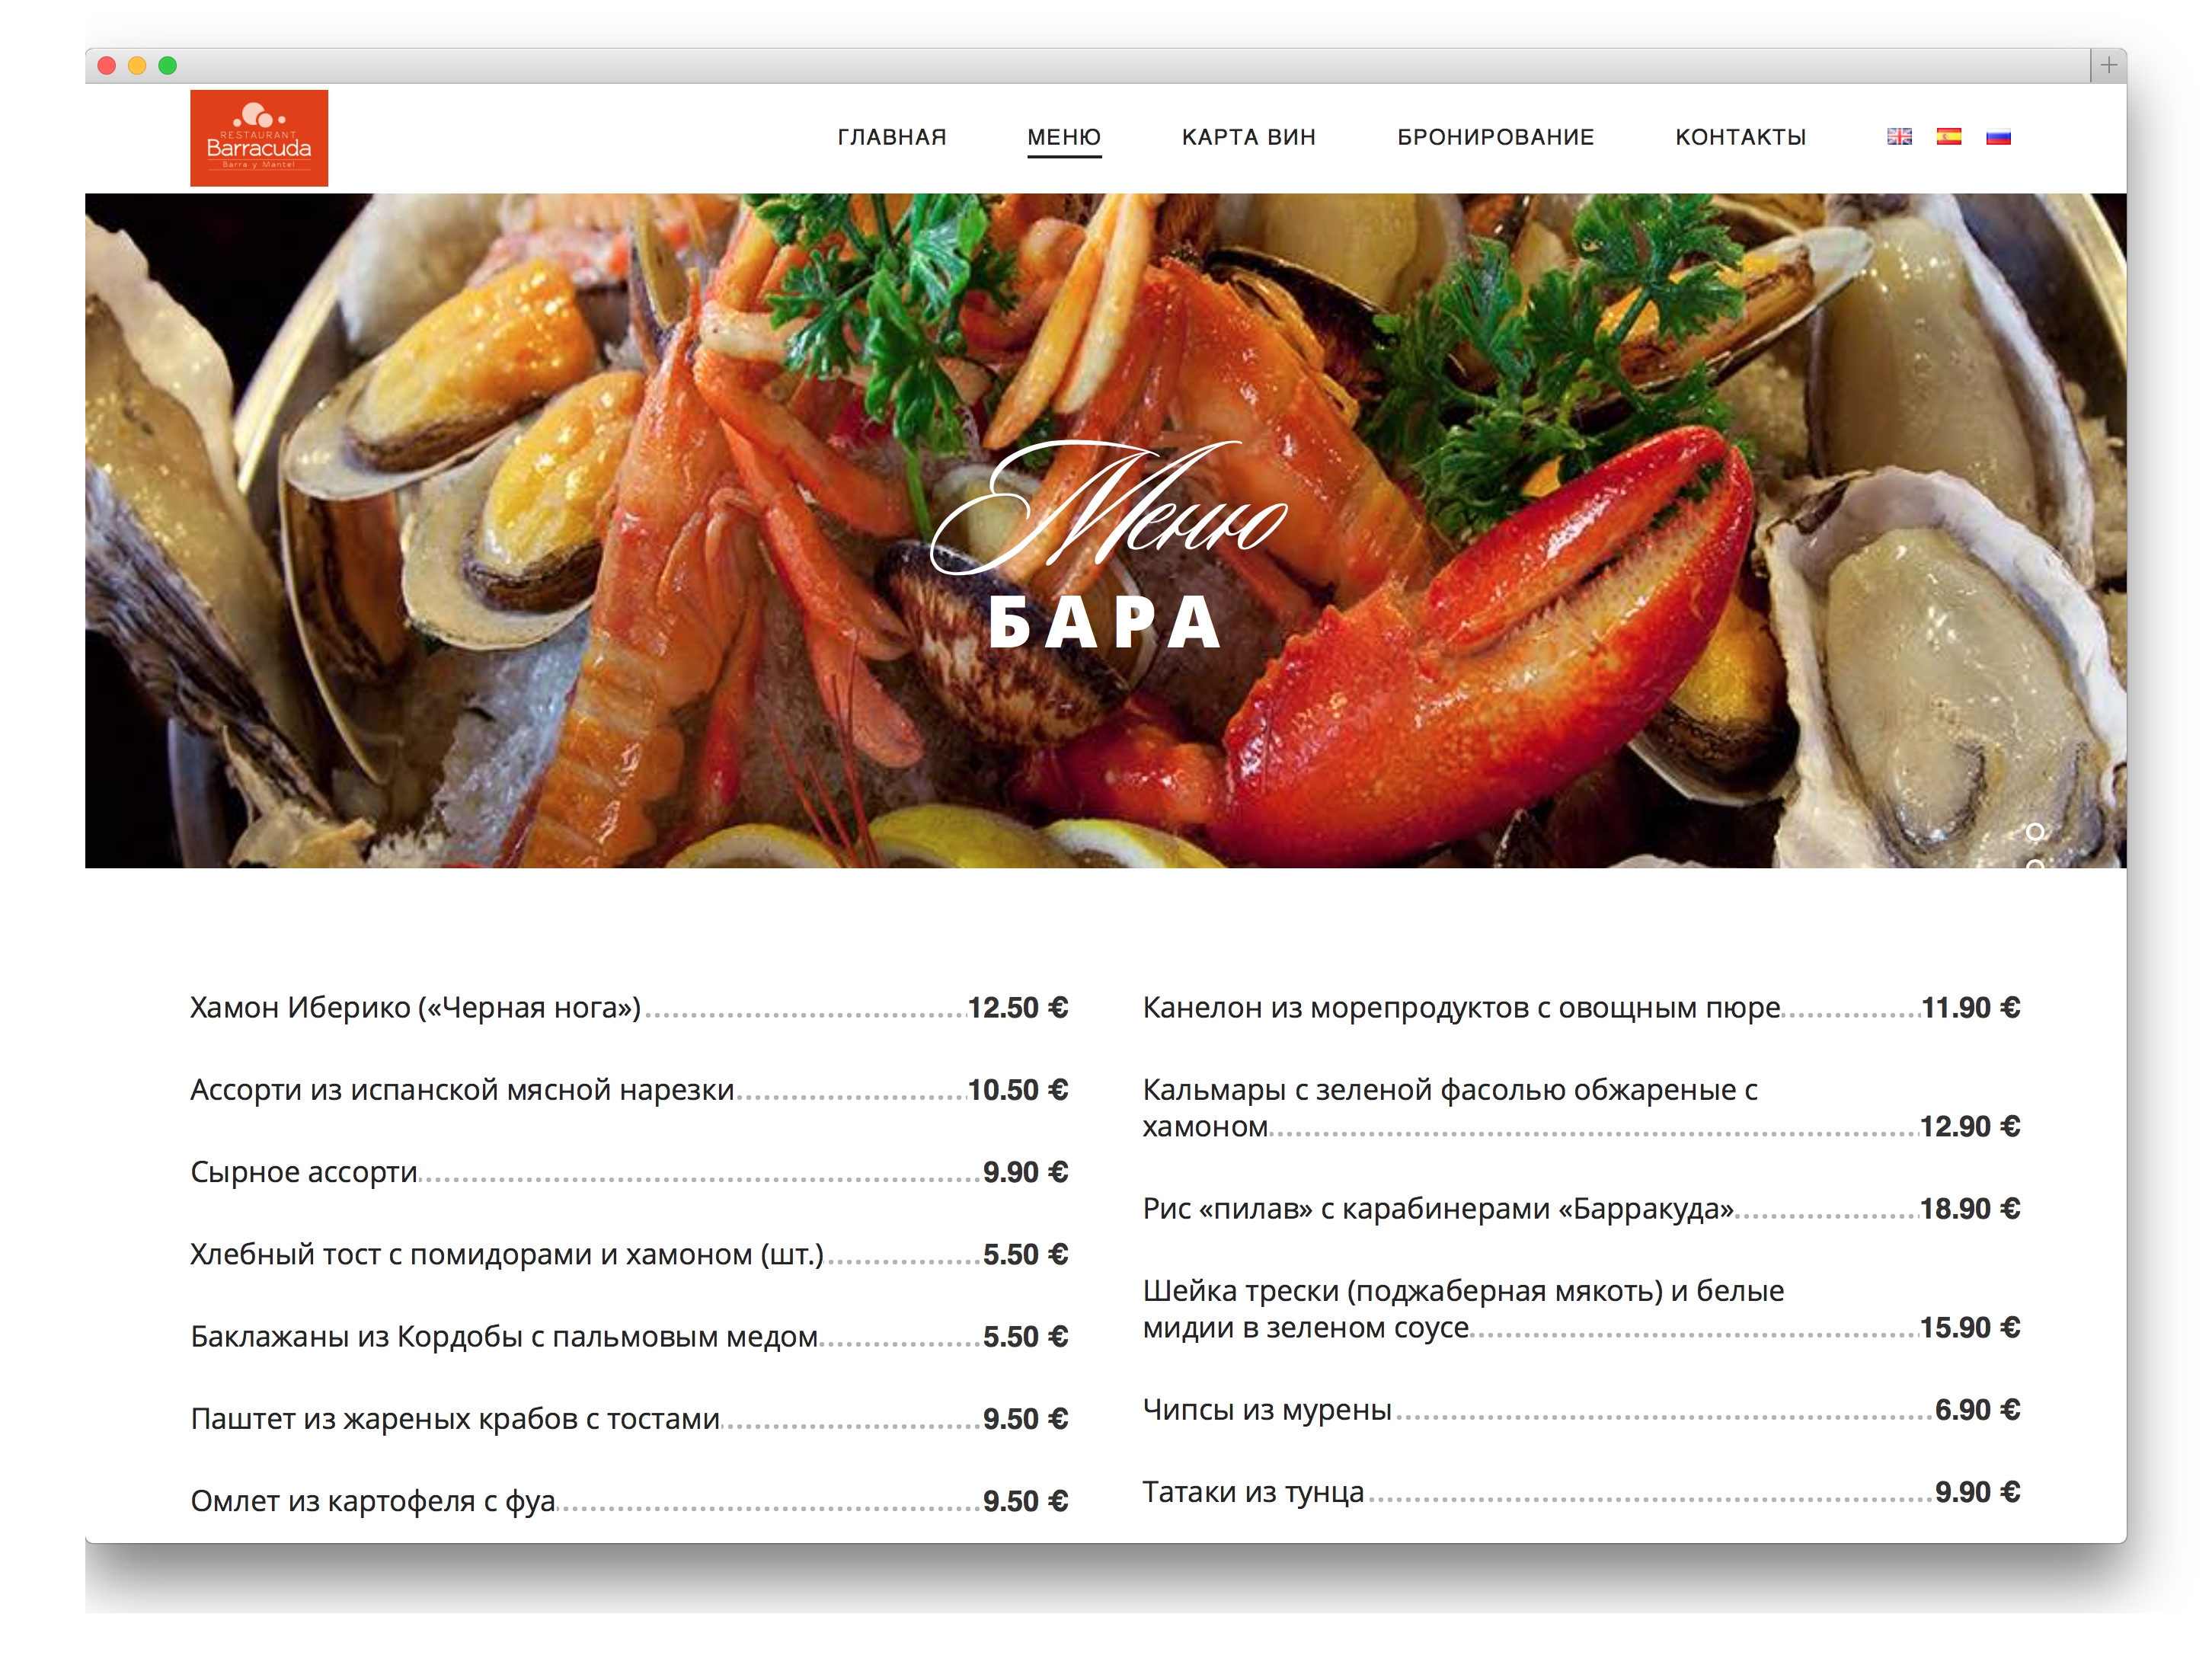 RESTAURANT
Barracuda
Barra y Mantel
ГЛАВНАЯ
МЕНЮ
КАРТА ВИН
БРОНИРОВАНИЕ
КОНТАКТЫ
Меню
БАРА
Хамон Иберико («Черная нога») 12.50 €
Ассорти из испанской мясной нарезки 10.50 €
Сырное ассорти 9.90 €
Хлебный тост с помидорами и хамоном (шт.) 5.50 €
Баклажаны из Кордобы с пальмовым медом 5.50 €
Паштет из жареных крабов с тостами 9.50 €
Омлет из картофеля с фуа 9.50 €
Канелон из морепродуктов с овощным пюре 11.90 €
Кальмары с зеленой фасолью обжареные с
хамоном 12.90 €
Рис «пилав» с карабинерами «Барракуда» 18.90 €
Шейка трески (поджаберная мякоть) и белые
мидии в зеленом соусе 15.90 €
Чипсы из мурены 6.90 €
Татаки из тунца 9.90 €